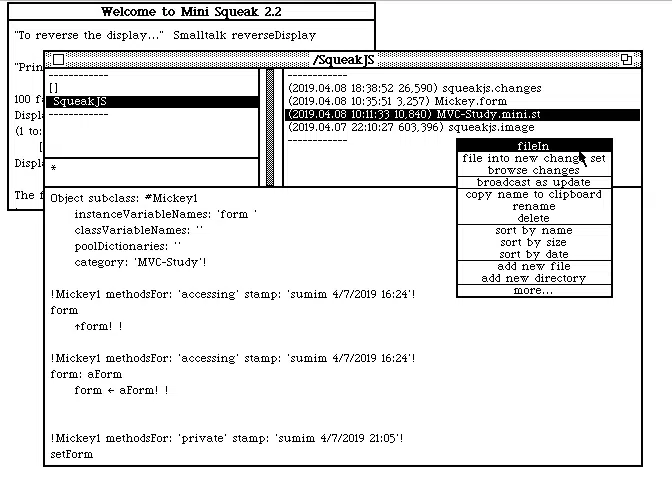 Welcome to Mini Squeak 2.2
"To reverse the display..."  Smalltalk reverseDisplay
"Prin
100 f
Displa
(1 to:
[
Displa
The f
/SqueakJS
------------
[]
SqueakJS
------------
*
------------
(2019.04.08 18:38:52 26,590) squeakjs.changes
(2019.04.08 10:35:51 3,257) Mickey.form
(2019.04.08 10:11:33 10,840) MVC-Study.mini.st
(2019.04.07 22:10:27 603,396) squeakjs.image
------------
fileIn
file into new change set
browse changes
broadcast as update
copy name to clipboard
rename
delete
sort by name
sort by size
sort by date
add new file
add new directory
more...
Object subclass: #Mickey1
instanceVariableNames: 'form '
classVariableNames: ''
poolDictionaries: ''
category: 'MVC-Study'!
!Mickey1 methodsFor: 'accessing' stamp: 'sumim 4/7/2019 16:24'!
form
↑form! !
!Mickey1 methodsFor: 'accessing' stamp: 'sumim 4/7/2019 16:24'!
form: aForm
form ← aForm! !
!Mickey1 methodsFor: 'private' stamp: 'sumim 4/7/2019 21:05'!
setForm